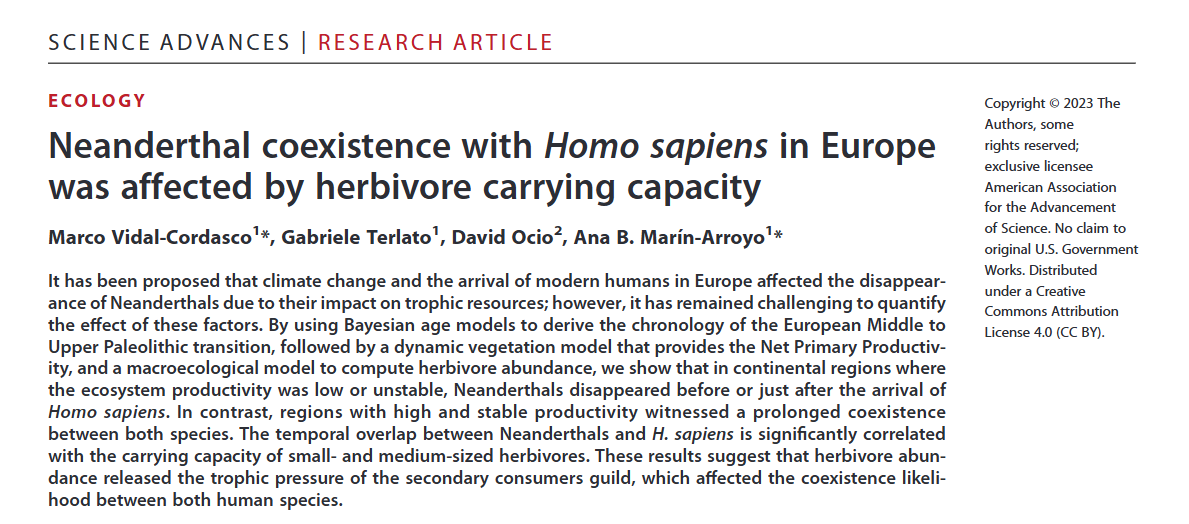 SCIENCE ADVANCES | RESEARCH ARTICLE
ECOLOGY
Neanderthal coexistence with Homo sapiens in Europe
was affected by herbivore carrying capacity
Marco Vidal-Cordasco1*, Gabriele Terlato1, David Ocio2, Ana B. Marín-Arroyo1*
It has been proposed that climate change and the arrival of modern humans in Europe affected the disappear-
ance of Neanderthals due to their impact on trophic resources; however, it has remained challenging to quantify
the effect of these factors. By using Bayesian age models to derive the chronology of the European Middle to
Upper Paleolithic transition, followed by a dynamic vegetation model that provides the Net Primary Productiv-
ity, and a macroecological model to compute herbivore abundance, we show that in continental regions where
the ecosystem productivity was low or unstable, Neanderthals disappeared before or just after the arrival of
Homo sapiens. In contrast, regions with high and stable productivity witnessed a prolonged coexistence
between both species. The temporal overlap between Neanderthals and H. sapiens is significantly correlated
with the carrying capacity of small- and medium-sized herbivores. These results suggest that herbivore abun-
dance released the trophic pressure of the secondary consumers guild, which affected the coexistence likeli-
hood between both human species.
Copyright © 2023 The
Authors, some
rights reserved;
exclusive licensee
American Association
for the Advancement
of Science. No claim to
original U.S. Government
Works. Distributed
under a Creative
Commons Attribution
License 4.0 (CC BY).